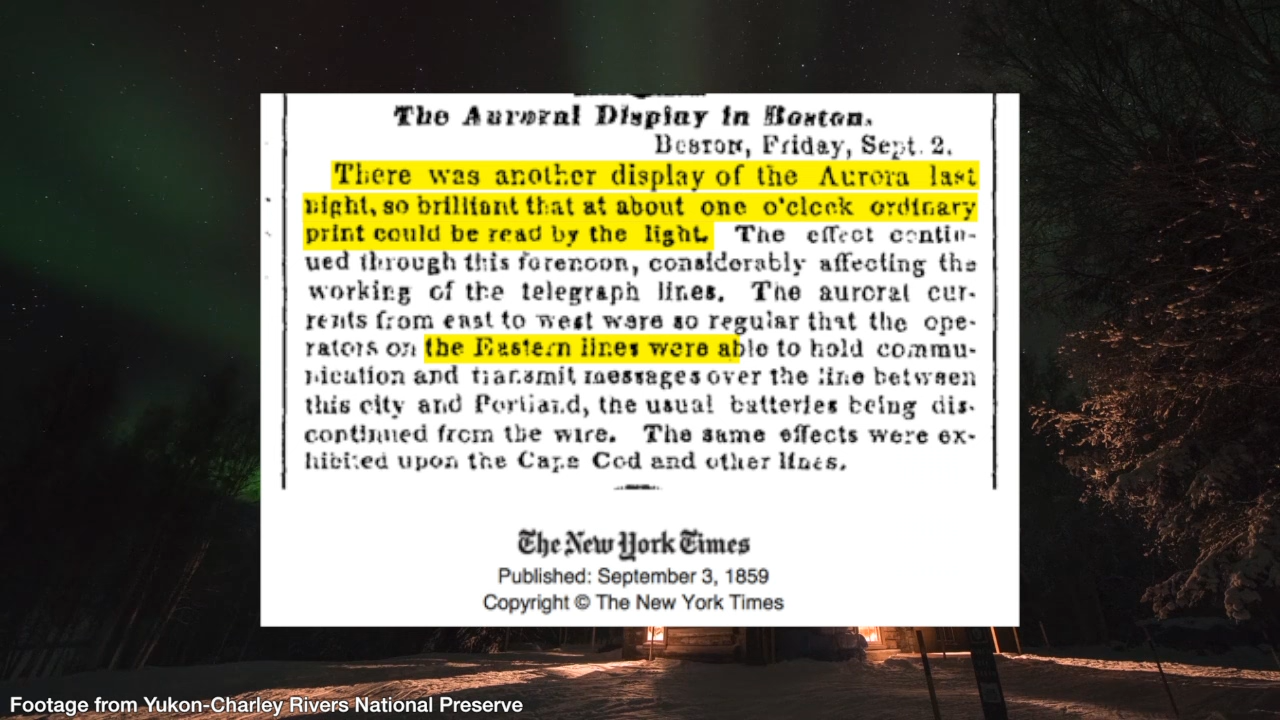 The Auroral Display in Boston.
BOSTON, Friday, Sept. 2.
There was another display of the Aurora last
night, so brilliant that at about one o'clock ordinary
print could be read by the light. The effect contin-
ued through this forenoon, considerably affecting the
working of the telegraph lines. The auroral cur-
rents from east to west were so regular that the ope-
rators on the Eastern lines were able to hold commu-
nication and transmit messages over the line between
this city and Portland, the usual batteries being dis-
continued from the wire. The same effects were ex-
hibited upon the Cape Cod and other lines.
The New York Times
Published: September 3, 1859
Copyright © The New York Times
Footage from Yukon-Charley Rivers National Preserve